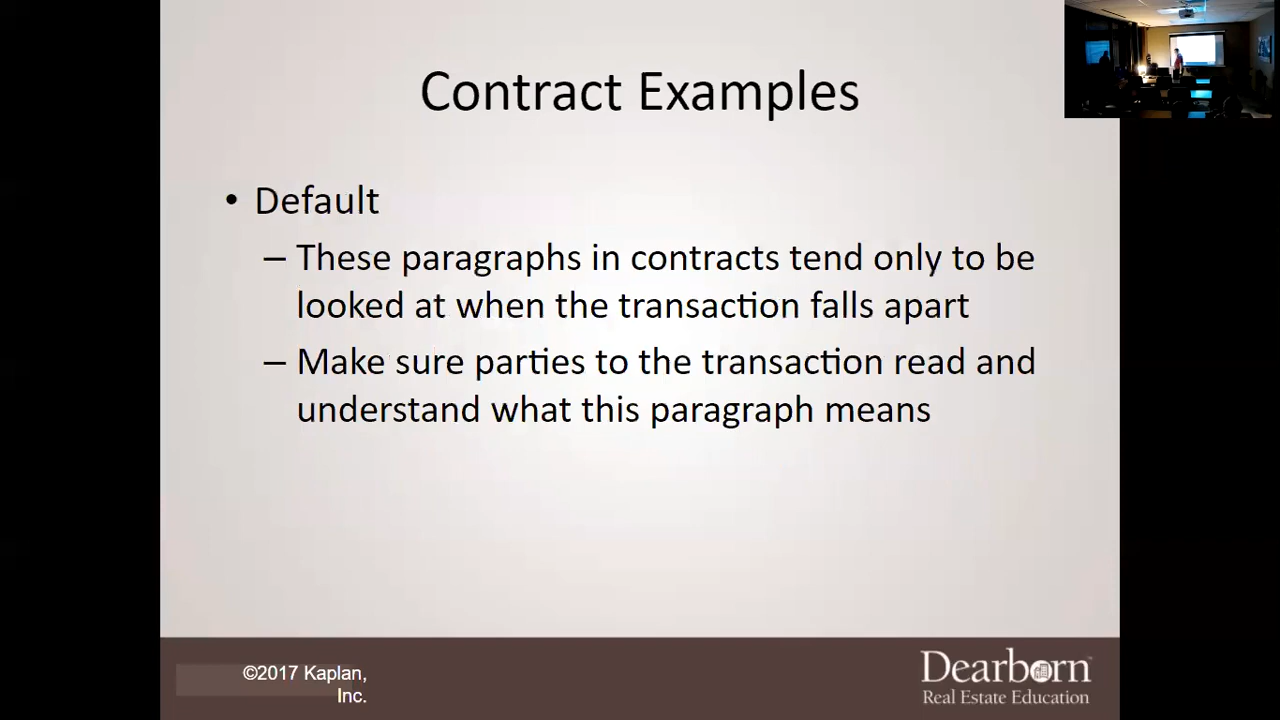 Contract Examples
• Default
– These paragraphs in contracts tend only to be
looked at when the transaction falls apart
– Make sure parties to the transaction read and
understand what this paragraph means
©2017 Kaplan,
Inc.
Dearborn™
Real Estate Education